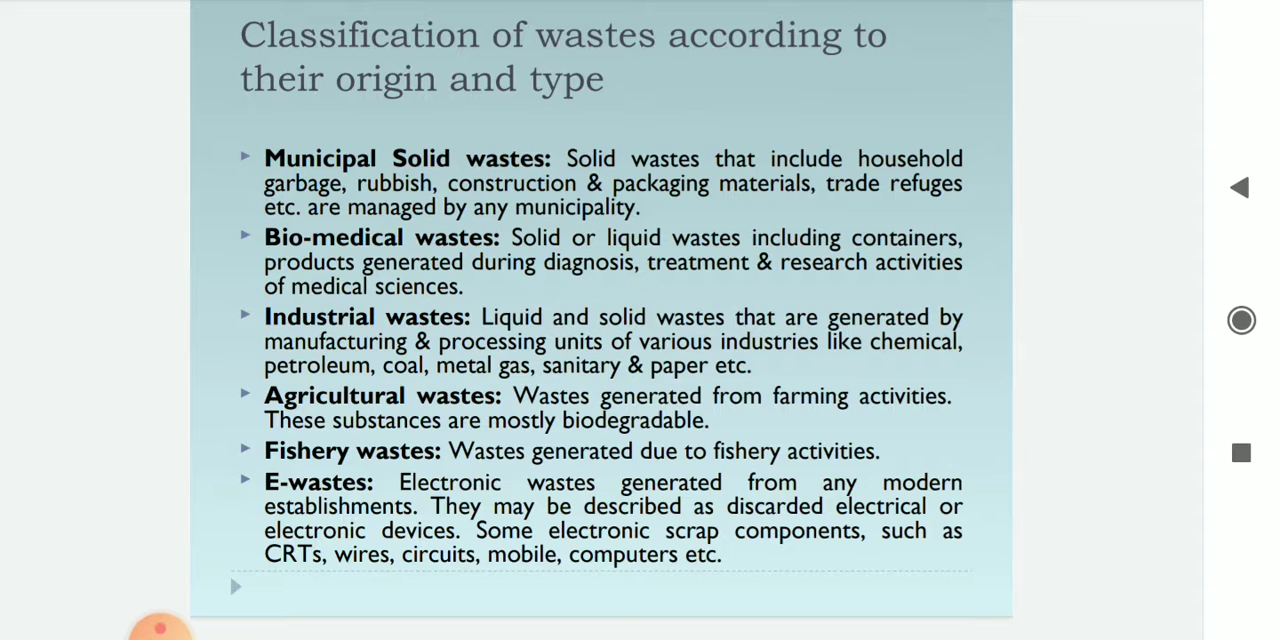 Classification of wastes according to
their origin and type
Municipal Solid wastes: Solid wastes that include household
garbage, rubbish, construction & packaging materials, trade refuges
etc. are managed by any municipality.
Bio-medical wastes: Solid or liquid wastes including containers,
products generated during diagnosis, treatment & research activities
of medical sciences.
Industrial wastes: Liquid and solid wastes that are generated by
manufacturing & processing units of various industries like chemical,
petroleum, coal, metal gas, sanitary & paper etc.
Agricultural wastes: Wastes generated from farming activities.
These substances are mostly biodegradable.
Fishery wastes: Wastes generated due to fishery activities.
E-wastes: Electronic wastes generated from any modern
establishments. They may be described as discarded electrical or
electronic devices. Some electronic scrap components, such as
CRTs, wires, circuits, mobile, computers etc.